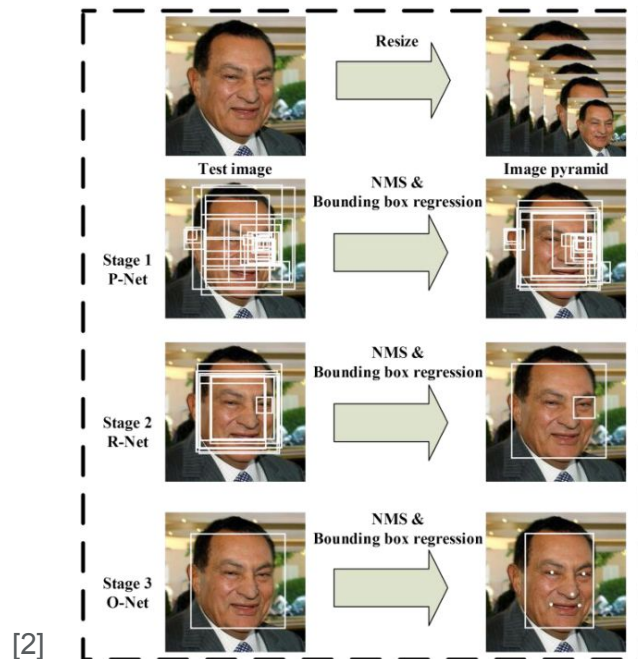 Resize
Test image
Image pyramid
NMS &
Bounding box regression
Stage 1
P-Net
NMS &
Bounding box regression
Stage 2
R-Net
NMS &
Bounding box regression
Stage 3
O-Net
[2]